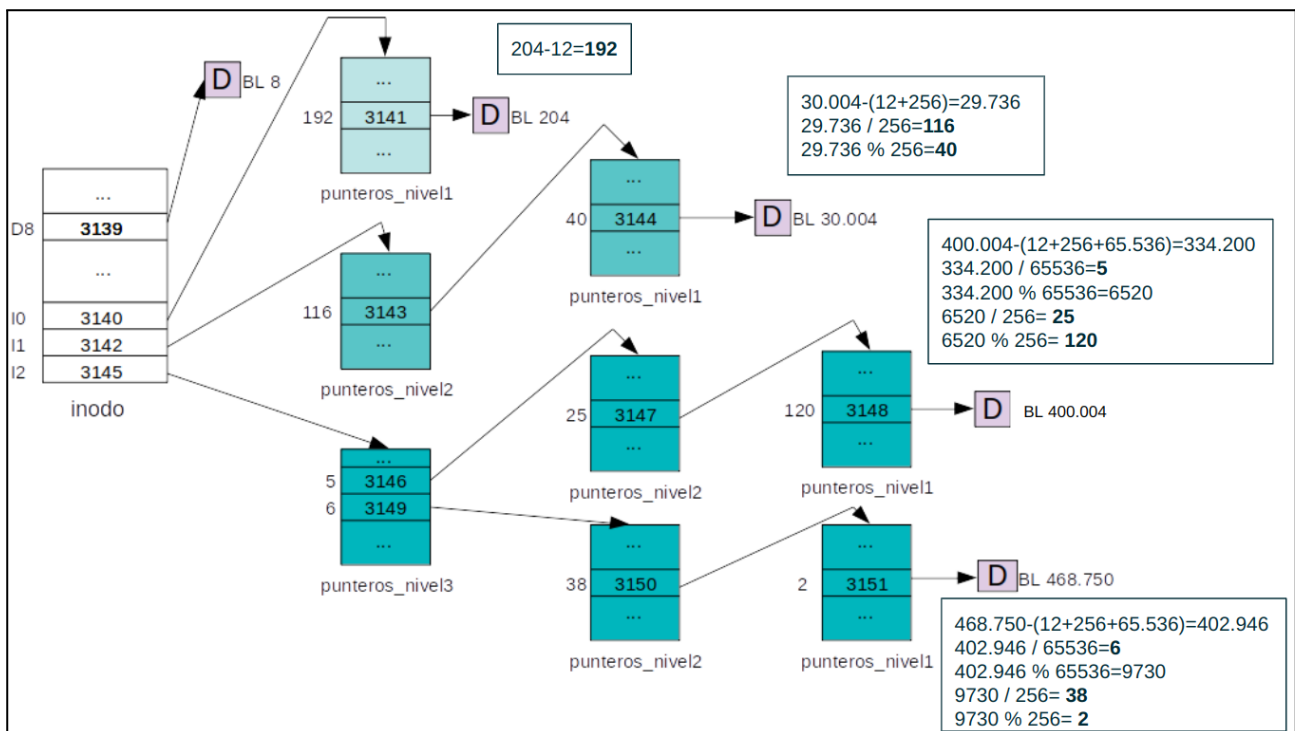 204-12=192
...
192
3141
...
punteros_nivel1
D
BL 8
D
BL 204
30.004-(12+256)=29.736
29.736 / 256=116
29.736 % 256=40
...
40
3144
...
punteros_nivel1
D
BL 30.004
...
D8
3139
...
I0
3140
I1
3142
I2
3145
inodo
...
116
3143
...
punteros_nivel2
400.004-(12+256+65.536)=334.200
334.200 / 65536=5
334.200 % 65536=6520
6520 / 256= 25
6520 % 256= 120
...
25
3147
...
punteros_nivel2
...
120
3148
...
punteros_nivel1
D
BL 400.004
...
5
3146
6
3149
...
punteros_nivel3
...
38
3150
...
punteros_nivel2
...
2
3151
...
punteros_nivel1
D
BL 468.750
468.750-(12+256+65.536)=402.946
402.946 / 65536=6
402.946 % 65536=9730
9730 / 256= 38
9730 % 256= 2